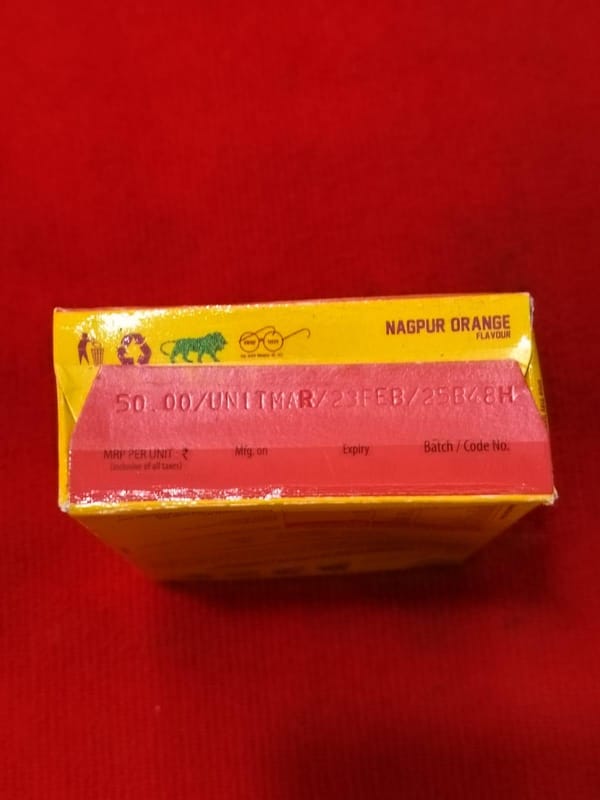 NAGPUR ORANGE
FLAVOUR
50.00/UNITMAR/23FEB/25B48H
MRP PER UNIT : ₹ Mfg. on Expiry Batch / Code No.
(inclusive of all taxes)